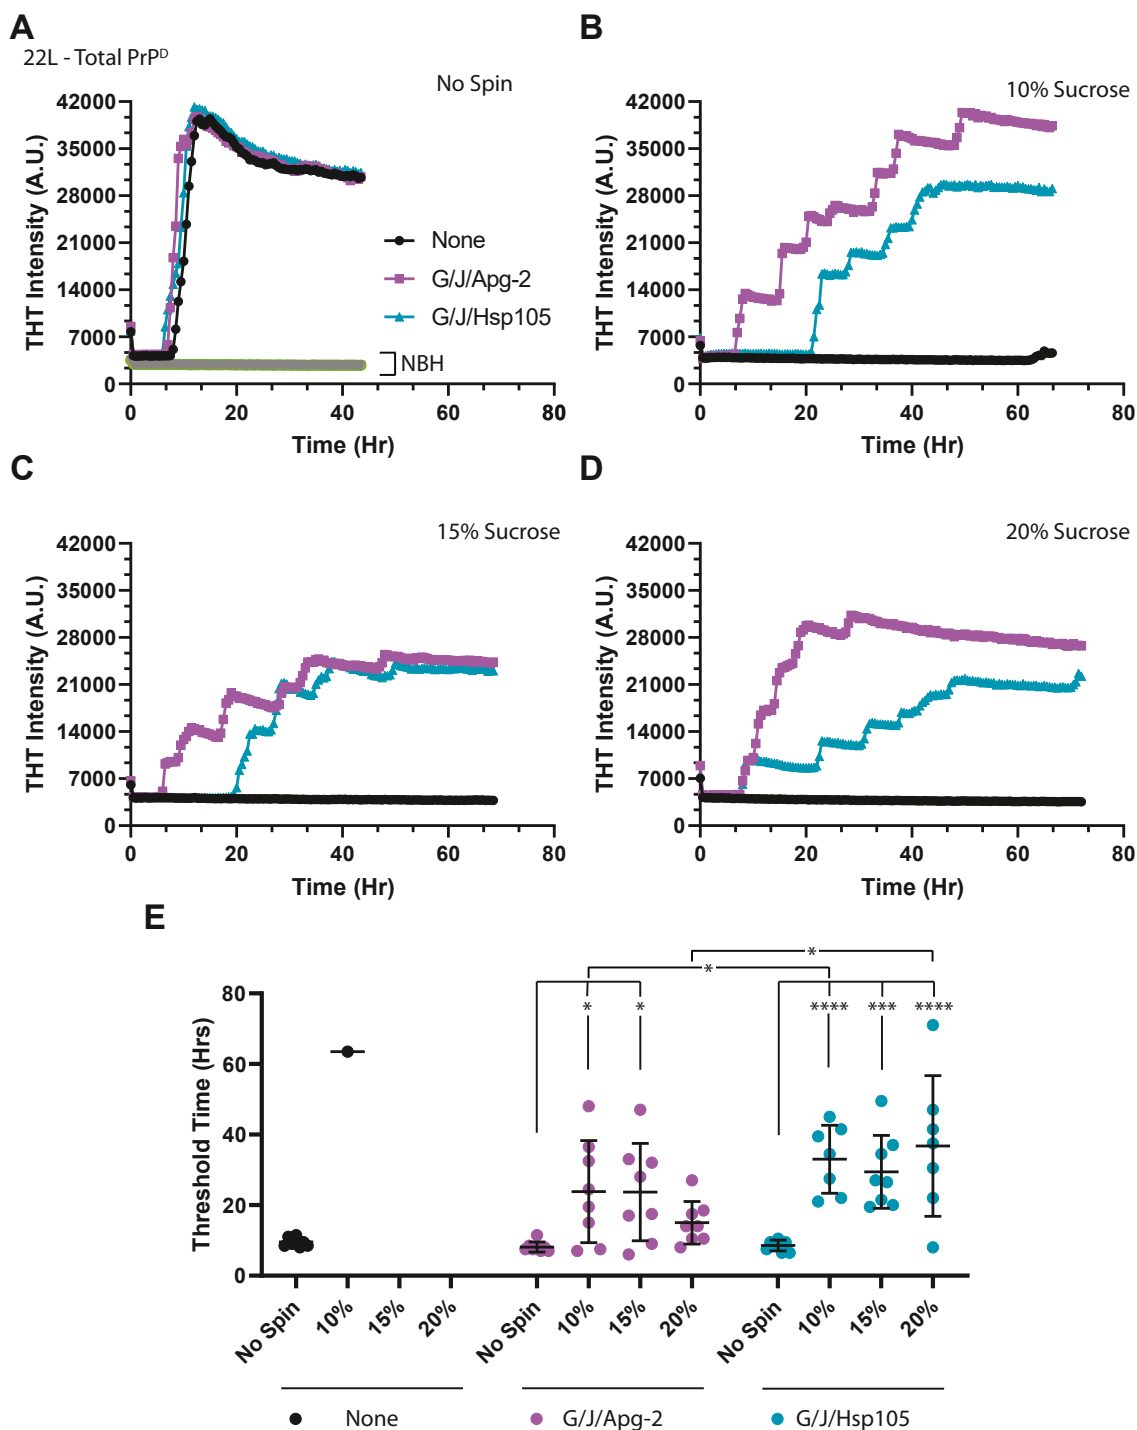 A
22L - Total PrPᴰ
No Spin
THT Intensity (A.U.)
42000
35000
28000
21000
14000
7000
0
0 20 40 60 80
Time (Hr)
None
G/J/Apg-2
G/J/Hsp105
NBH
B
10% Sucrose
THT Intensity (A.U.)
42000
35000
28000
21000
14000
7000
0
0 20 40 60 80
Time (Hr)
C
15% Sucrose
THT Intensity (A.U.)
42000
35000
28000
21000
14000
7000
0
0 20 40 60 80
Time (Hr)
D
20% Sucrose
THT Intensity (A.U.)
42000
35000
28000
21000
14000
7000
0
0 20 40 60 80
Time (Hr)
E
Threshold Time (Hrs)
80
60
40
20
0
*
*
* * **** *** ****
No Spin 10% 15% 20% No Spin 10% 15% 20% No Spin 10% 15% 20%
None G/J/Apg-2 G/J/Hsp105